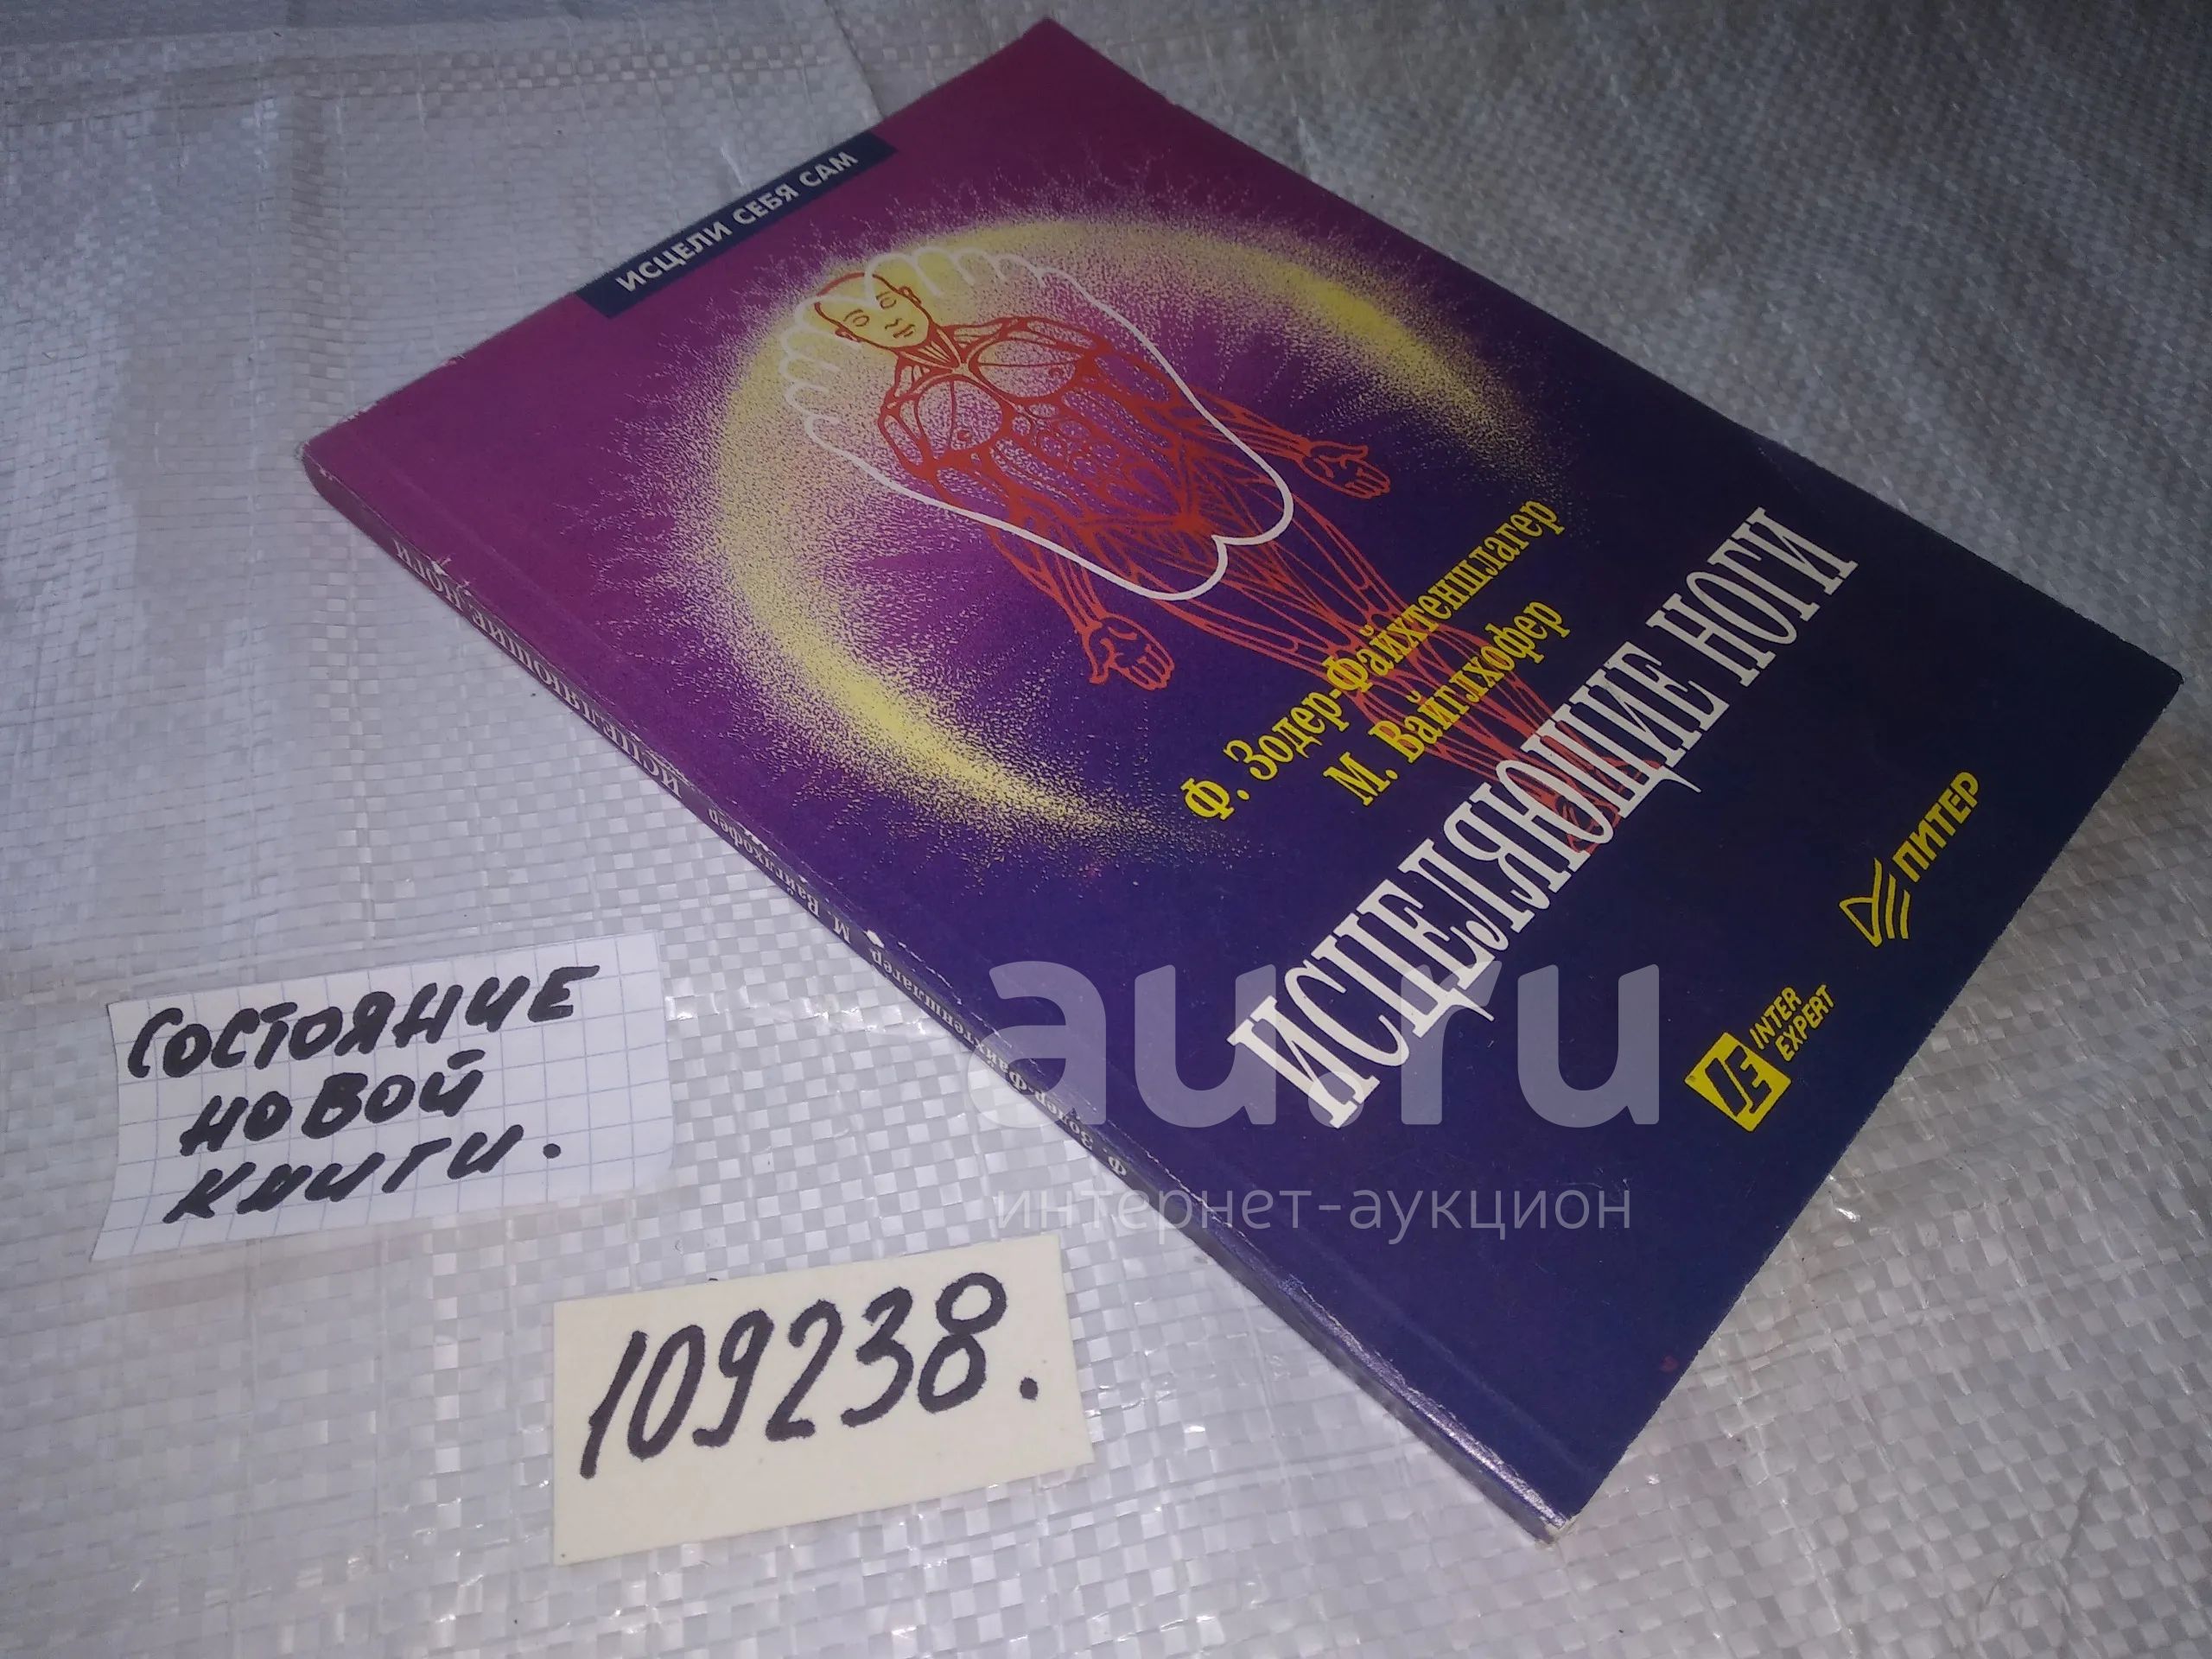 ИСЦЕЛИ СЕБЯ САМ
Ф. Зодер-Файхтеншлагер
М. Вайглхофер
ИСЦЕЛЯЮЩИЕ НОГИ
IE INTER
EXPERT
ПИТЕР
Ф. Зодер-Файхтеншлагер М. Вайглхофер ИСЦЕЛЯЮЩИЕ НОГИ
СОСТОЯНИЕ
НОВОЙ
КНИГИ.
109238.
au.ru
интернет-аукцион